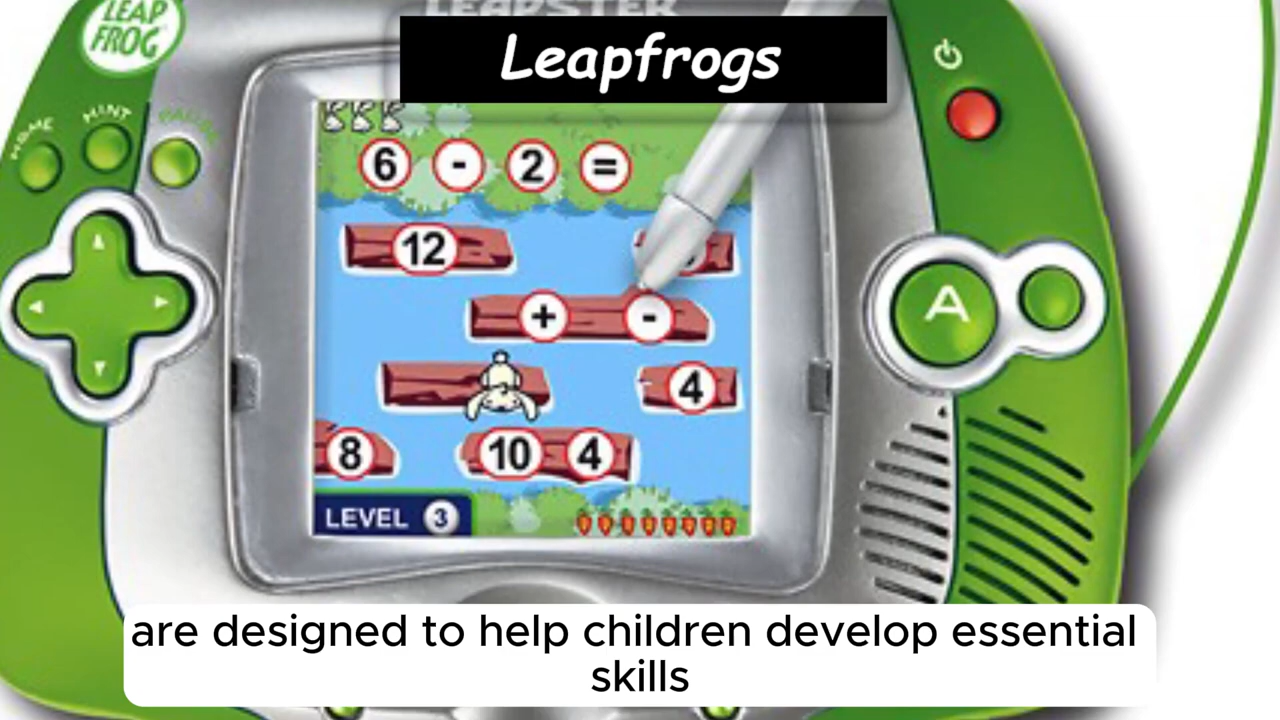 LEAP
FROG
LEAPSTER
Leapfrogs
HOME
HINT
PAUSE
6 - 2 =
12
+ -
4
8
10 4
LEVEL 3
A
are designed to help children develop essential
skills